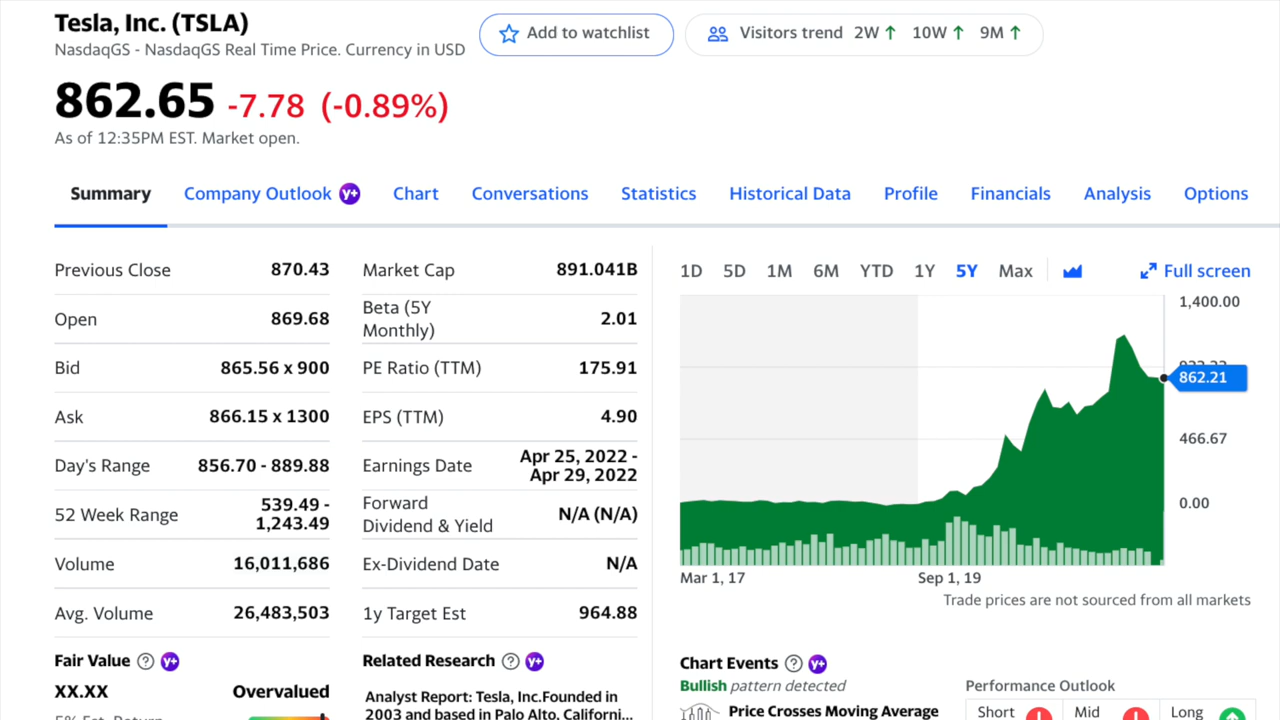 Tesla, Inc. (TSLA)
NasdaqGS - NasdaqGS Real Time Price. Currency in USD
Add to watchlist
Visitors trend 2W 10W 9M
862.65 -7.78 (-0.89%)
As of 12:35PM EST. Market open.
Summary Company Outlook y+ Chart Conversations Statistics Historical Data Profile Financials Analysis Options
Previous Close 870.43
Open 869.68
Bid 865.56 x 900
Ask 866.15 x 1300
Day's Range 856.70 - 889.88
52 Week Range 539.49 -
1,243.49
Volume 16,011,686
Avg. Volume 26,483,503
Market Cap 891.041B
Beta (5Y
Monthly) 2.01
PE Ratio (TTM) 175.91
EPS (TTM) 4.90
Earnings Date Apr 25, 2022 -
Apr 29, 2022
Forward
Dividend & Yield N/A (N/A)
Ex-Dividend Date N/A
1y Target Est 964.88
1D 5D 1M 6M YTD 1Y 5Y Max Full screen
1,400.00
862.21
466.67
0.00
Mar 1, 17 Sep 1, 19
Trade prices are not sourced from all markets
Fair Value ? y+
XX.XX Overvalued
Related Research ? y+
Analyst Report: Tesla, Inc.Founded in
2003 and based in Palo Alto, Californi...
Chart Events ? y+
Bullish pattern detected
Price Crosses Moving Average
Performance Outlook
Short Mid Long